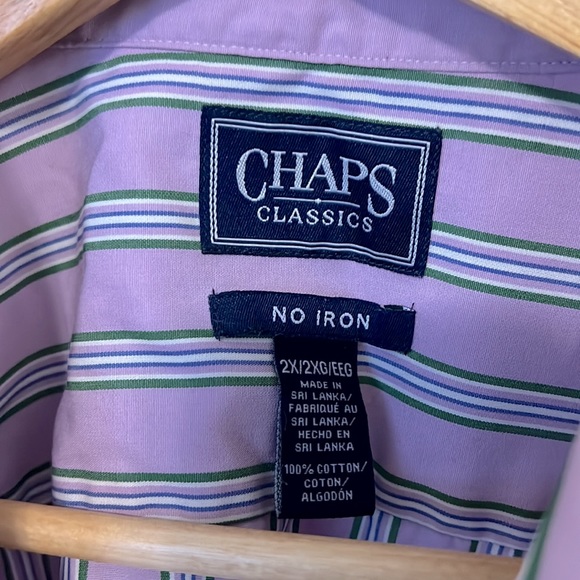 CHAPS
CLASSICS
NO IRON
2X/2XG/EEG
MADE IN
SRI LANKA/
FABRIQUÉ AU
SRI LANKA/
HECHO EN
SRI LANKA
100% COTTON/
COTON/
ALGODÓN